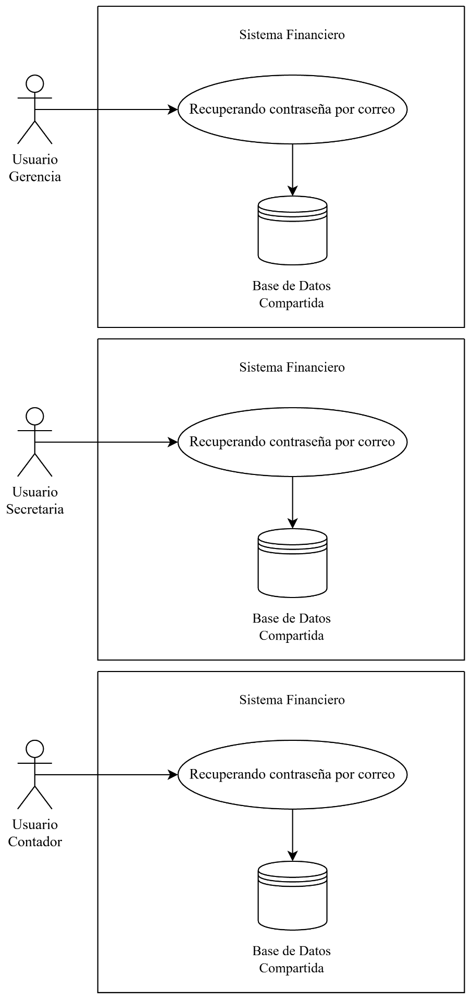 Sistema Financiero
Recuperando contraseña por correo
Usuario
Gerencia
Base de Datos
Compartida
Sistema Financiero
Recuperando contraseña por correo
Usuario
Secretaria
Base de Datos
Compartida
Sistema Financiero
Recuperando contraseña por correo
Usuario
Contador
Base de Datos
Compartida